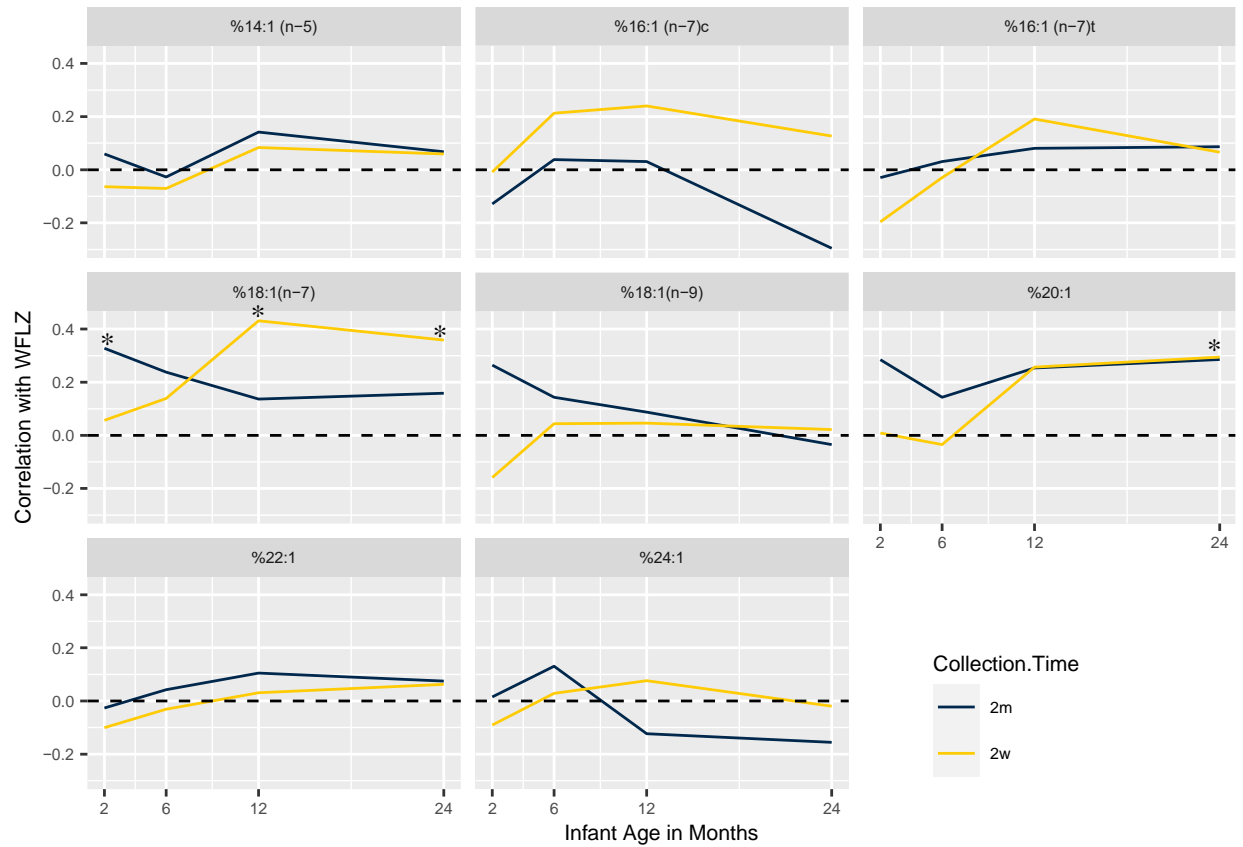 %14:1 (n−5) %16:1 (n−7)c %16:1 (n−7)t
0.4
0.2
0.0
−0.2
%18:1(n−7) %18:1(n−9) %20:1
* * * *
0.4
0.2
0.0
−0.2
2 6 12 24
%22:1 %24:1
0.4
0.2
0.0
−0.2
2 6 12 24 2 6 12 24
Correlation with WFLZ
Infant Age in Months
Collection.Time
2m
2w